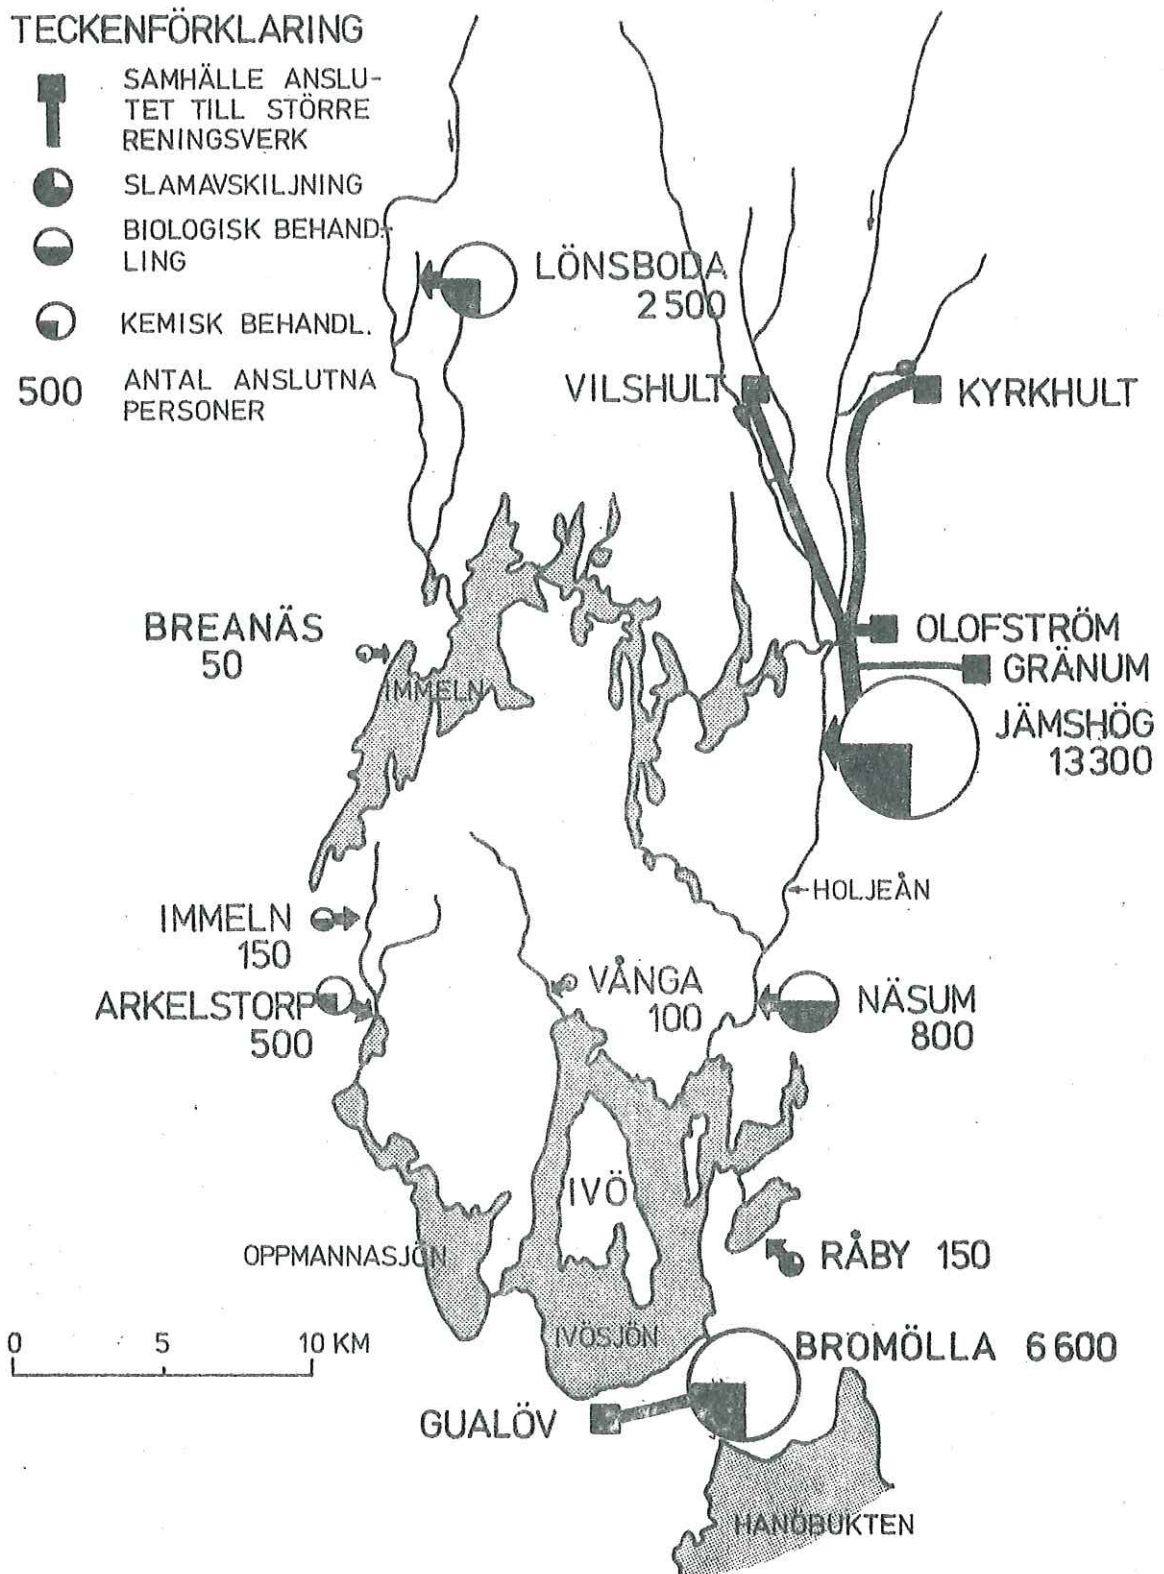 TECKENFÖRKLARING
SAMHÄLLE ANSLU-
TET TILL STÖRRE
RENINGSVERK
SLAMAVSKILJNING
BIOLOGISK BEHAND-
LING
KEMISK BEHANDL.
500 ANTAL ANSLUTNA
PERSONER
LÖNSBODA
2500
VILSHULT
KYRKHULT
BREANÄS
50
IMMELN
OLOFSTRÖM
GRÄNUM
JÄMSHÖG
13300
HOLJEÅN
IMMELN
150
ARKELSTORP
500
VÅNGA
100
NÄSUM
800
IVÖ
OPPMANNASJÖN
RÅBY 150
IVÖSJÖN
0 5 10 KM
BROMÖLLA 6600
GUALÖV
HANÖBUKTEN